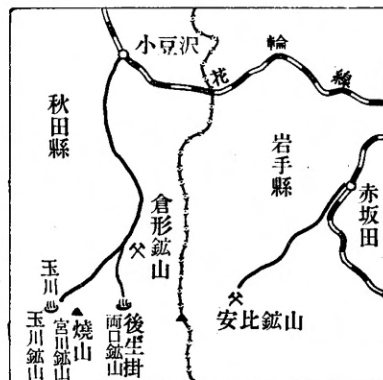 小豆沢
花輪線
秋田縣
岩手縣
赤坂田
倉形鉱山
安比鉱山
後生掛
両口鉱山
燒山
宮川鉱山
玉川
玉川鉱山